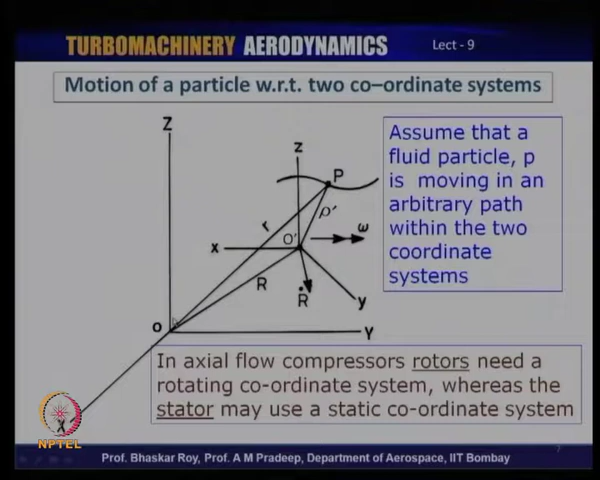 TURBOMACHINERY AERODYNAMICS
Lect - 9
Motion of a particle w.r.t. two co–ordinate systems
Z
z
P
r
ρ'
O'
ω
x
R
Ṙ
y
O
Y
X
Assume that a
fluid particle, p
is moving in an
arbitrary path
within the two
coordinate
systems
In axial flow compressors rotors need a
rotating co-ordinate system, whereas the
stator may use a static co-ordinate system
NPTEL
Prof. Bhaskar Roy, Prof. A M Pradeep, Department of Aerospace, IIT Bombay
7